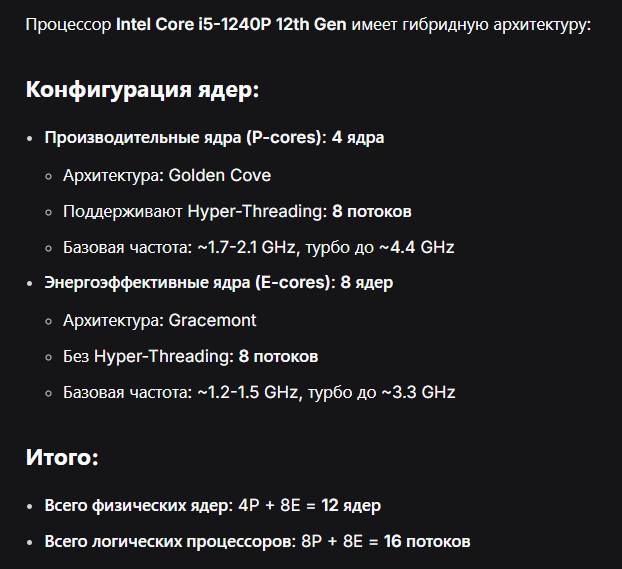 Процессор Intel Core i5-1240P 12th Gen имеет гибридную архитектуру:
Конфигурация ядер:
• Производительные ядра (P-cores): 4 ядра
◦ Архитектура: Golden Cove
◦ Поддерживают Hyper-Threading: 8 потоков
◦ Базовая частота: ~1.7-2.1 GHz, турбо до ~4.4 GHz
• Энергоэффективные ядра (E-cores): 8 ядер
◦ Архитектура: Gracemont
◦ Без Hyper-Threading: 8 потоков
◦ Базовая частота: ~1.2-1.5 GHz, турбо до ~3.3 GHz
Итого:
• Всего физических ядер: 4P + 8E = 12 ядер
• Всего логических процессоров: 8P + 8E = 16 потоков